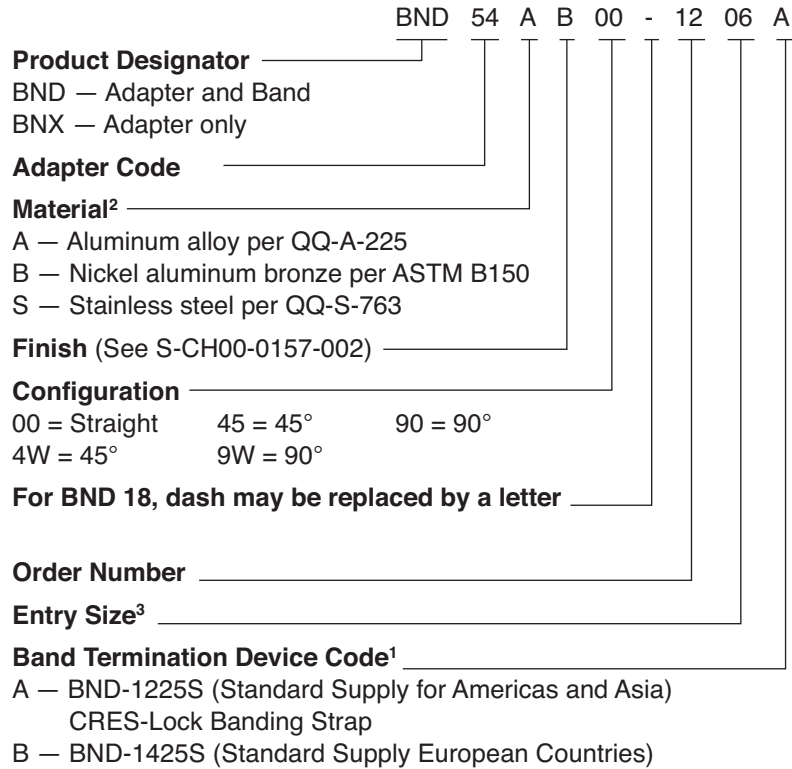 BND 54 A B 00 - 12 06 A
Product Designator
BND — Adapter and Band
BNX — Adapter only
Adapter Code
Material²
A — Aluminum alloy per QQ-A-225
B — Nickel aluminum bronze per ASTM B150
S — Stainless steel per QQ-S-763
Finish (See S-CH00-0157-002)
Configuration
00 = Straight 45 = 45° 90 = 90°
4W = 45° 9W = 90°
For BND 18, dash may be replaced by a letter
Order Number
Entry Size³
Band Termination Device Code¹
A — BND-1225S (Standard Supply for Americas and Asia)
CRES-Lock Banding Strap
B — BND-1425S (Standard Supply European Countries)